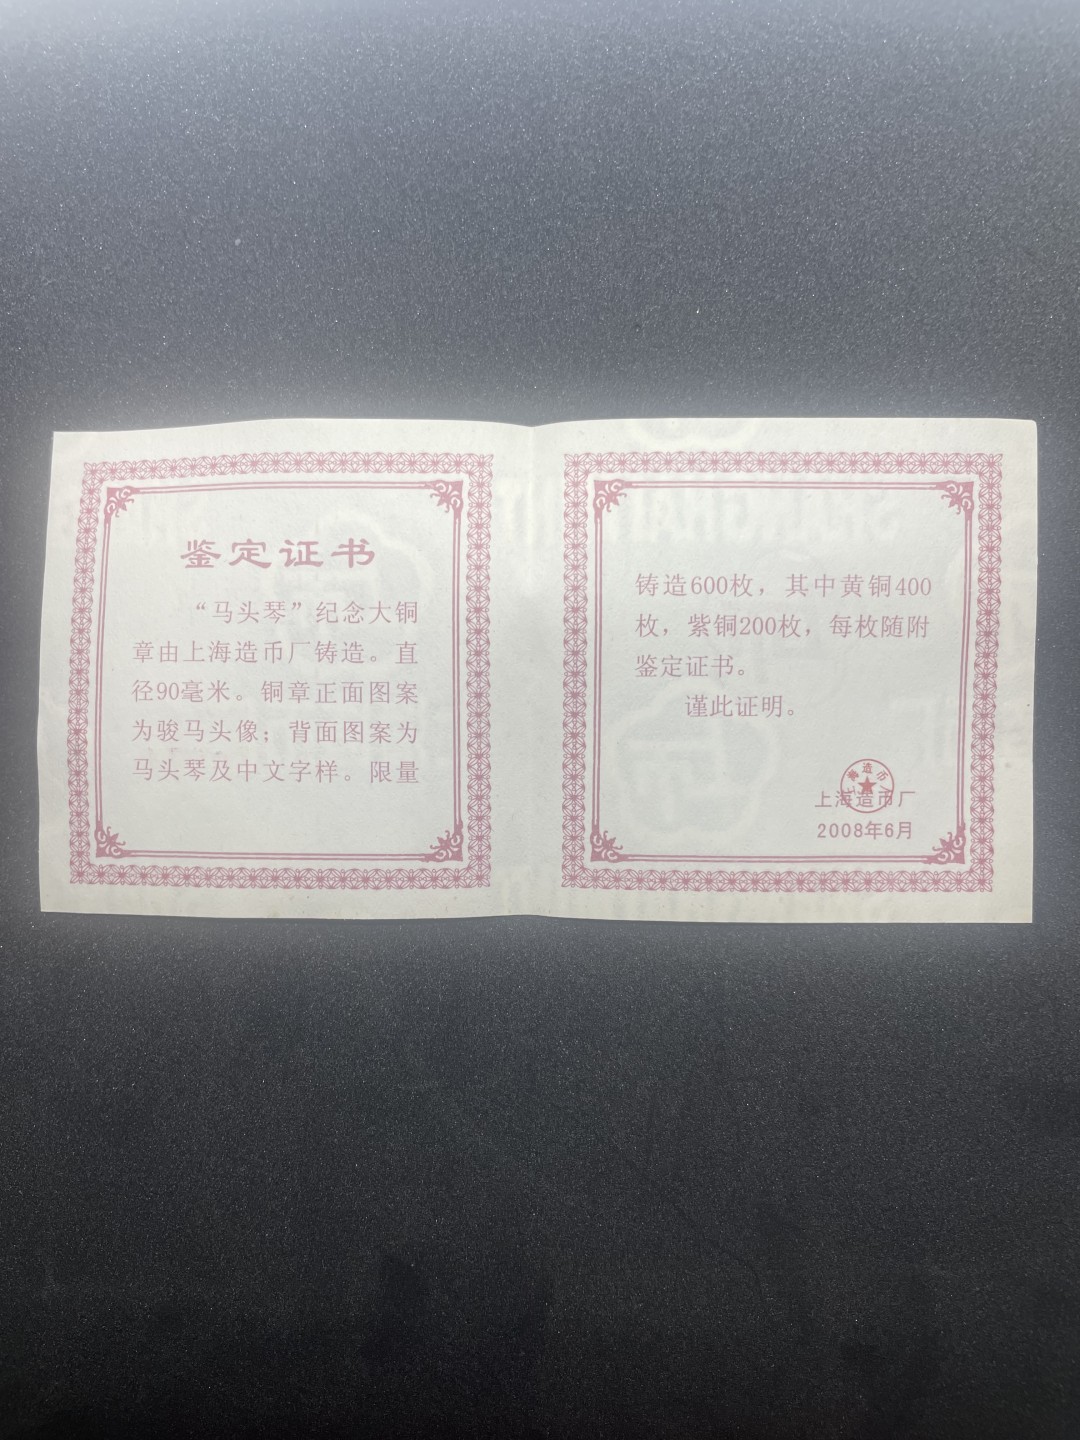 鉴定证书
“马头琴”纪念大铜
章由上海造币厂铸造。直
径90毫米。铜章正面图案
为骏马头像；背面图案为
马头琴及中文字样。限量
铸造600枚，其中黄铜400
枚，紫铜200枚，每枚随附
鉴定证书。
谨此证明。
上海造币厂
2008年6月